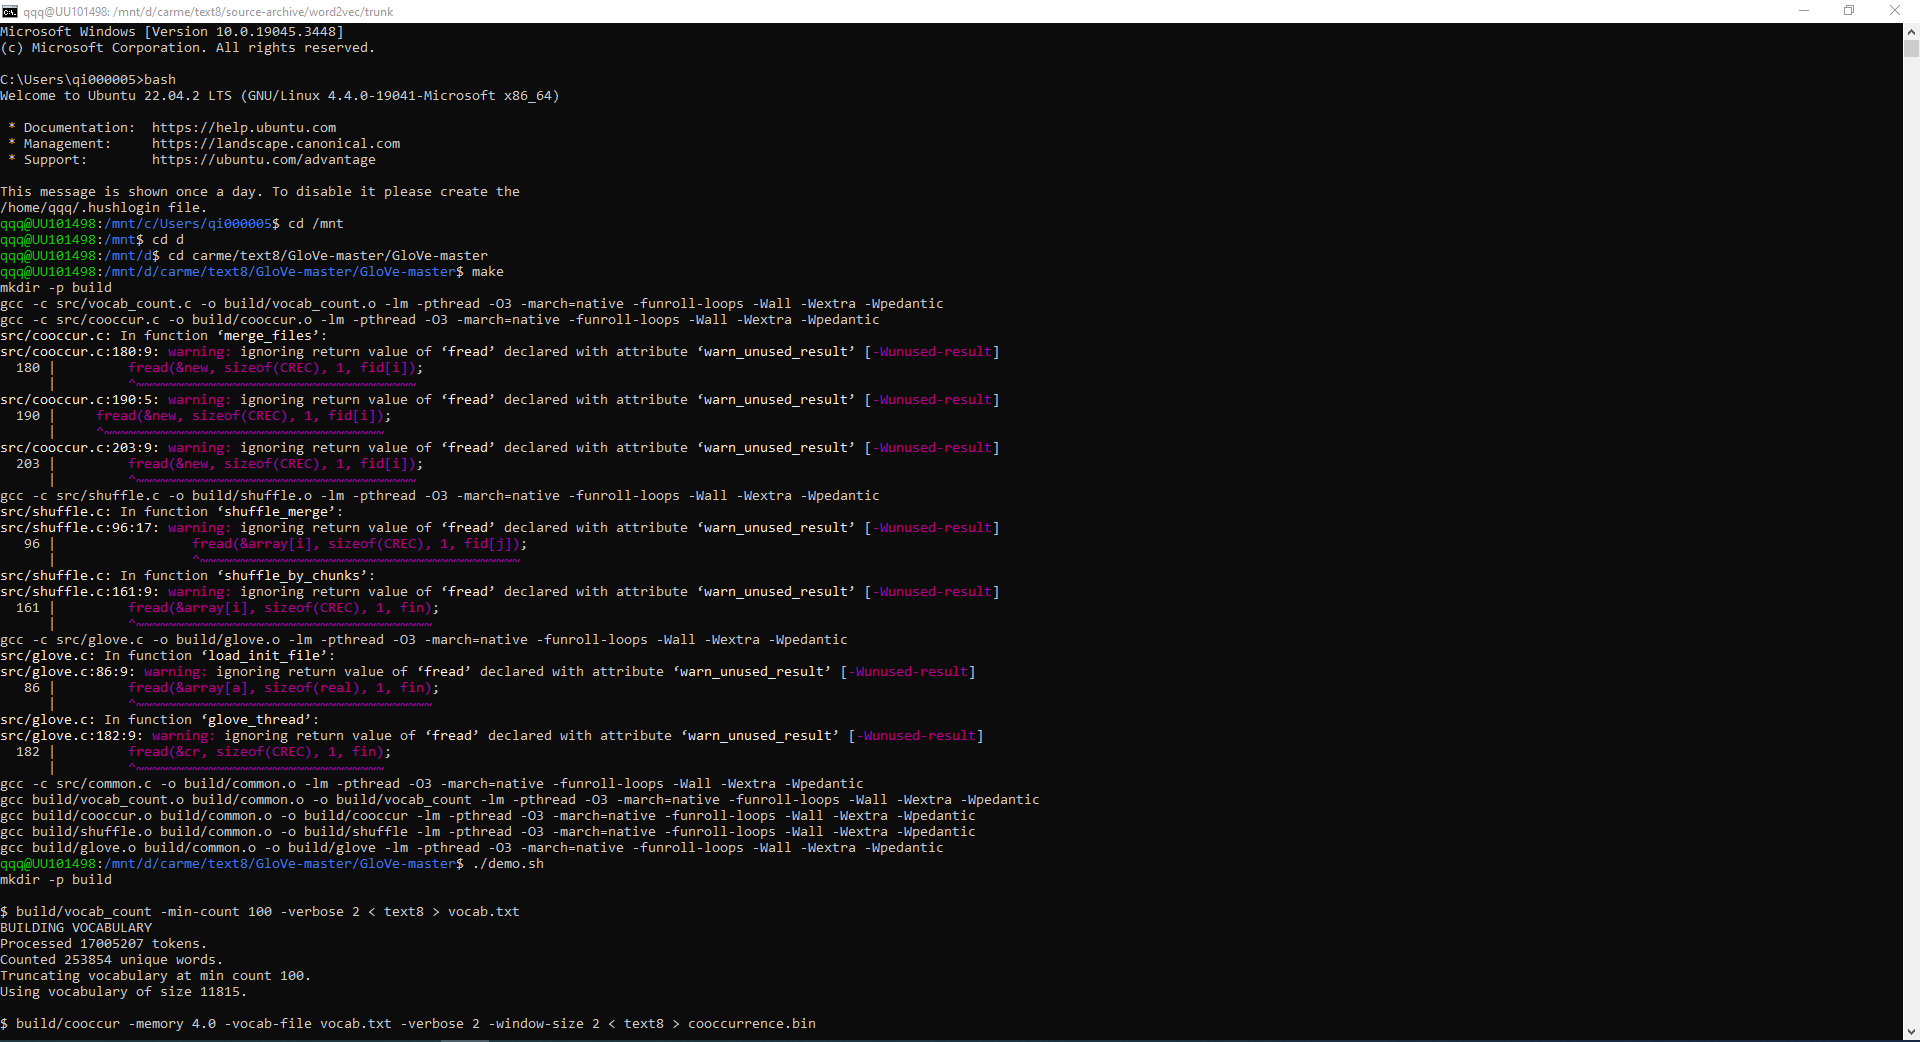 qqq@UU101498: /mnt/d/carme/text8/source-archive/word2vec/trunk
Microsoft Windows [Version 10.0.19045.3448]
(c) Microsoft Corporation. All rights reserved.
C:\Users\qi000005>bash
Welcome to Ubuntu 22.04.2 LTS (GNU/Linux 4.4.0-19041-Microsoft x86_64)
 * Documentation:  https://help.ubuntu.com
 * Management:     https://landscape.canonical.com
 * Support:        https://ubuntu.com/advantage
This message is shown once a day. To disable it please create the
/home/qqq/.hushlogin file.
qqq@UU101498:/mnt/c/Users/qi000005$ cd /mnt
qqq@UU101498:/mnt$ cd d
qqq@UU101498:/mnt/d$ cd carme/text8/GloVe-master/GloVe-master
qqq@UU101498:/mnt/d/carme/text8/GloVe-master/GloVe-master$ make
mkdir -p build
gcc -c src/vocab_count.c -o build/vocab_count.o -lm -pthread -O3 -march=native -funroll-loops -Wall -Wextra -Wpedantic
gcc -c src/cooccur.c -o build/cooccur.o -lm -pthread -O3 -march=native -funroll-loops -Wall -Wextra -Wpedantic
src/cooccur.c: In function ‘merge_files’:
src/cooccur.c:180:9: warning: ignoring return value of ‘fread’ declared with attribute ‘warn_unused_result’ [-Wunused-result]
  180 |         fread(&new, sizeof(CREC), 1, fid[i]);
      |         ^~~~~~~~~~~~~~~~~~~~~~~~~~~~~~~~~~~~
src/cooccur.c:190:5: warning: ignoring return value of ‘fread’ declared with attribute ‘warn_unused_result’ [-Wunused-result]
  190 |     fread(&new, sizeof(CREC), 1, fid[i]);
      |     ^~~~~~~~~~~~~~~~~~~~~~~~~~~~~~~~~~~~
src/cooccur.c:203:9: warning: ignoring return value of ‘fread’ declared with attribute ‘warn_unused_result’ [-Wunused-result]
  203 |         fread(&new, sizeof(CREC), 1, fid[i]);
      |         ^~~~~~~~~~~~~~~~~~~~~~~~~~~~~~~~~~~~
gcc -c src/shuffle.c -o build/shuffle.o -lm -pthread -O3 -march=native -funroll-loops -Wall -Wextra -Wpedantic
src/shuffle.c: In function ‘shuffle_merge’:
src/shuffle.c:96:17: warning: ignoring return value of ‘fread’ declared with attribute ‘warn_unused_result’ [-Wunused-result]
   96 |                 fread(&array[i], sizeof(CREC), 1, fid[j]);
      |                 ^~~~~~~~~~~~~~~~~~~~~~~~~~~~~~~~~~~~~~~~~
src/shuffle.c: In function ‘shuffle_by_chunks’:
src/shuffle.c:161:9: warning: ignoring return value of ‘fread’ declared with attribute ‘warn_unused_result’ [-Wunused-result]
  161 |         fread(&array[i], sizeof(CREC), 1, fin);
      |         ^~~~~~~~~~~~~~~~~~~~~~~~~~~~~~~~~~~~~~
gcc -c src/glove.c -o build/glove.o -lm -pthread -O3 -march=native -funroll-loops -Wall -Wextra -Wpedantic
src/glove.c: In function ‘load_init_file’:
src/glove.c:86:9: warning: ignoring return value of ‘fread’ declared with attribute ‘warn_unused_result’ [-Wunused-result]
   86 |         fread(&array[a], sizeof(real), 1, fin);
      |         ^~~~~~~~~~~~~~~~~~~~~~~~~~~~~~~~~~~~~~
src/glove.c: In function ‘glove_thread’:
src/glove.c:182:9: warning: ignoring return value of ‘fread’ declared with attribute ‘warn_unused_result’ [-Wunused-result]
  182 |         fread(&cr, sizeof(CREC), 1, fin);
      |         ^~~~~~~~~~~~~~~~~~~~~~~~~~~~~~~~
gcc -c src/common.c -o build/common.o -lm -pthread -O3 -march=native -funroll-loops -Wall -Wextra -Wpedantic
gcc build/vocab_count.o build/common.o -o build/vocab_count -lm -pthread -O3 -march=native -funroll-loops -Wall -Wextra -Wpedantic
gcc build/cooccur.o build/common.o -o build/cooccur -lm -pthread -O3 -march=native -funroll-loops -Wall -Wextra -Wpedantic
gcc build/shuffle.o build/common.o -o build/shuffle -lm -pthread -O3 -march=native -funroll-loops -Wall -Wextra -Wpedantic
gcc build/glove.o build/common.o -o build/glove -lm -pthread -O3 -march=native -funroll-loops -Wall -Wextra -Wpedantic
qqq@UU101498:/mnt/d/carme/text8/GloVe-master/GloVe-master$ ./demo.sh
mkdir -p build
$ build/vocab_count -min-count 100 -verbose 2 < text8 > vocab.txt
BUILDING VOCABULARY
Processed 17005207 tokens.
Counted 253854 unique words.
Truncating vocabulary at min count 100.
Using vocabulary of size 11815.
$ build/cooccur -memory 4.0 -vocab-file vocab.txt -verbose 2 -window-size 2 < text8 > cooccurrence.bin